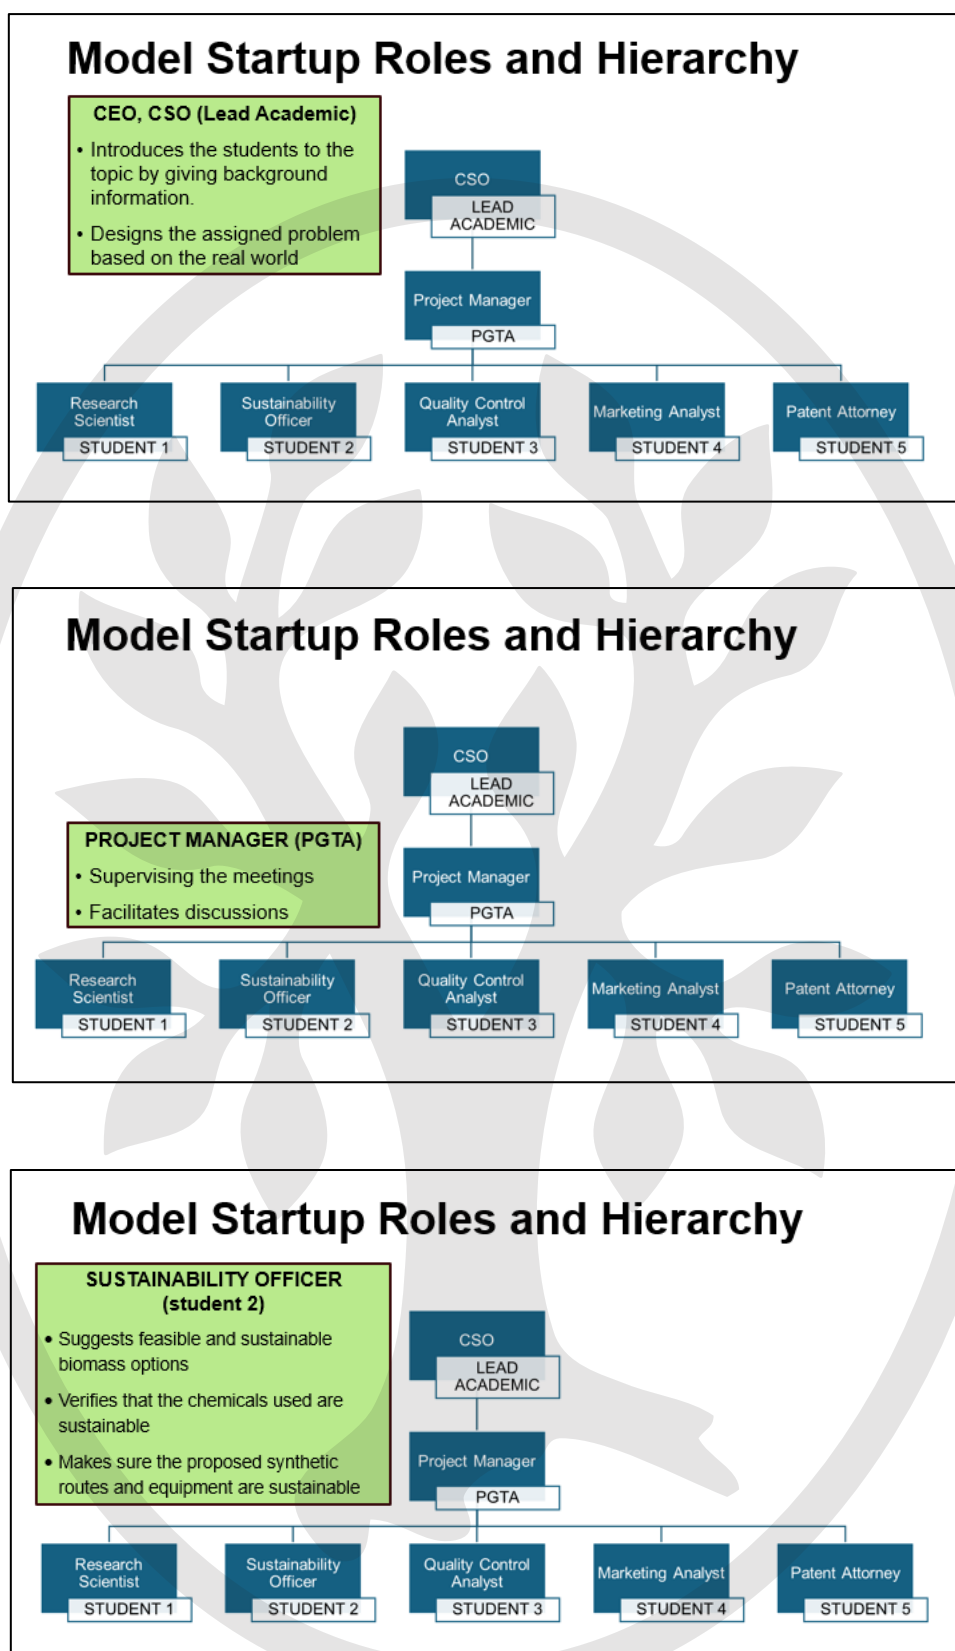 Model Startup Roles and Hierarchy
CEO, CSO (Lead Academic)
• Introduces the students to the
topic by giving background
information.
• Designs the assigned problem
based on the real world
CSO
LEAD
ACADEMIC
Project Manager
PGTA
Research
Scientist
STUDENT 1
Sustainability
Officer
STUDENT 2
Quality Control
Analyst
STUDENT 3
Marketing Analyst
STUDENT 4
Patent Attorney
STUDENT 5
Model Startup Roles and Hierarchy
CSO
LEAD
ACADEMIC
PROJECT MANAGER (PGTA)
• Supervising the meetings
• Facilitates discussions
Project Manager
PGTA
Research
Scientist
STUDENT 1
Sustainability
Officer
STUDENT 2
Quality Control
Analyst
STUDENT 3
Marketing Analyst
STUDENT 4
Patent Attorney
STUDENT 5
Model Startup Roles and Hierarchy
SUSTAINABILITY OFFICER
(student 2)
• Suggests feasible and sustainable
biomass options
• Verifies that the chemicals used are
sustainable
• Makes sure the proposed synthetic
routes and equipment are sustainable
CSO
LEAD
ACADEMIC
Project Manager
PGTA
Research
Scientist
STUDENT 1
Sustainability
Officer
STUDENT 2
Quality Control
Analyst
STUDENT 3
Marketing Analyst
STUDENT 4
Patent Attorney
STUDENT 5